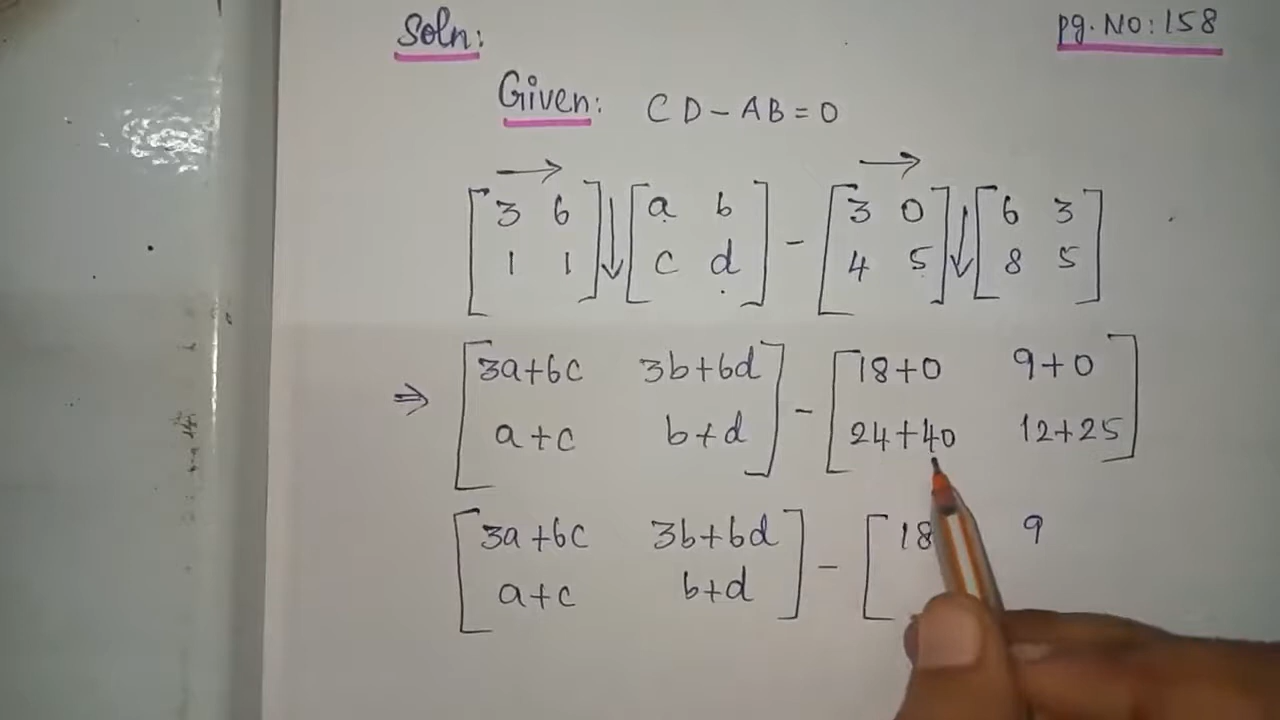 Soln: pg.No:158
Given: CD-AB=0
[3 6] [a b] - [3 0] [6 3]
[1 1] [c d] [4 5] [8 5]
⇒ [3a+6c 3b+6d] - [18+0 9+0]
[a+c b+d] [24+40 12+25]
[3a+6c 3b+6d] - [18 9
[a+c b+d]